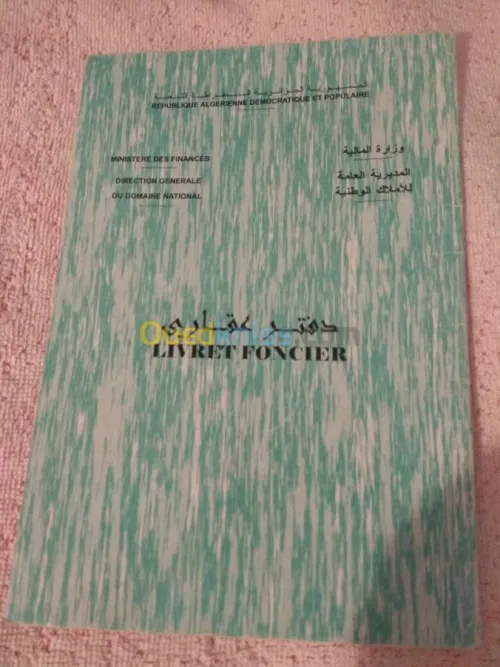 الجمهورية الجزائرية الديمقراطية الشعبية
REPUBLIQUE ALGERIENNE DEMOCRATIQUE ET POPULAIRE
MINISTERE DES FINANCES
DIRECTION GENERALE
DU DOMAINE NATIONAL
وزارة المالية
المديرية العامة
للأملاك الوطنية
دفتر عقاري
LIVRET FONCIER